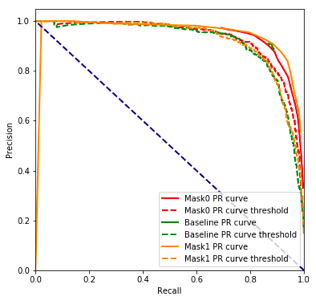 1.0
0.8
0.6
0.4
0.2
0.0
Precision
Mask0 PR curve
Mask0 PR curve threshold
Baseline PR curve
Baseline PR curve threshold
Mask1 PR curve
Mask1 PR curve threshold
0.0 0.2 0.4 0.6 0.8 1.0
Recall